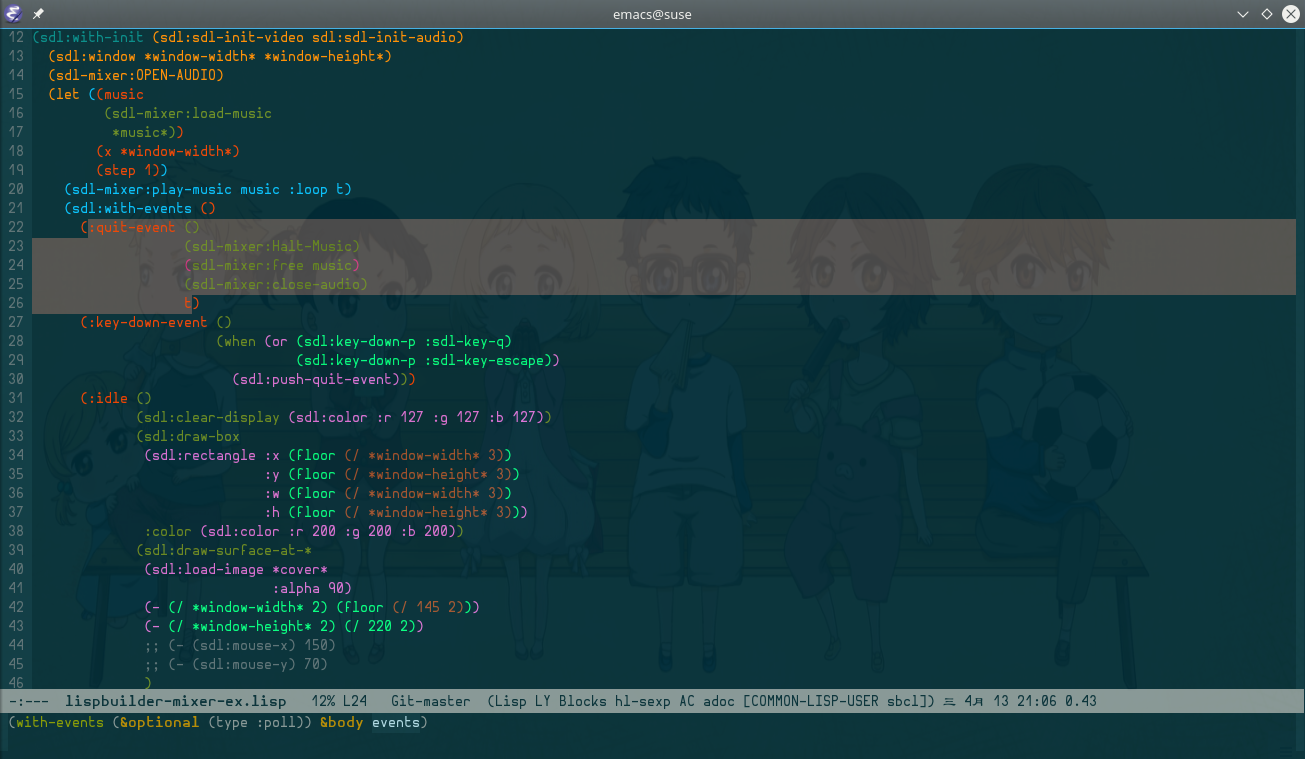 emacs@suse
12 (sdl:with-init (sdl:sdl-init-video sdl:sdl-init-audio)
13   (sdl:window *window-width* *window-height*)
14   (sdl-mixer:OPEN-AUDIO)
15   (let ((music
16          (sdl-mixer:load-music
17           *music*))
18         (x *window-width*)
19         (step 1))
20     (sdl-mixer:play-music music :loop t)
21     (sdl:with-events ()
22       (:quit-event ()
23                    (sdl-mixer:Halt-Music)
24                    (sdl-mixer:free music)
25                    (sdl-mixer:close-audio)
26                    t)
27       (:key-down-event ()
28                        (when (or (sdl:key-down-p :sdl-key-q)
29                                  (sdl:key-down-p :sdl-key-escape))
30                          (sdl:push-quit-event)))
31       (:idle ()
32              (sdl:clear-display (sdl:color :r 127 :g 127 :b 127))
33              (sdl:draw-box
34               (sdl:rectangle :x (floor (/ *window-width* 3))
35                              :y (floor (/ *window-height* 3))
36                              :w (floor (/ *window-width* 3))
37                              :h (floor (/ *window-height* 3)))
38               :color (sdl:color :r 200 :g 200 :b 200))
39              (sdl:draw-surface-at-*
40               (sdl:load-image *cover*
41                               :alpha 90)
42               (- (/ *window-width* 2) (floor (/ 145 2)))
43               (- (/ *window-height* 2) (/ 220 2))
44               ;; (- (sdl:mouse-x) 150)
45               ;; (- (sdl:mouse-y) 70)
46               )
-:---  lispbuilder-mixer-ex.lisp   12% L24   Git-master  (Lisp LY Blocks hl-sexp AC adoc [COMMON-LISP-USER sbcl]) 三 4月 13 21:06 0.43
(with-events (&optional (type :poll)) &body events)